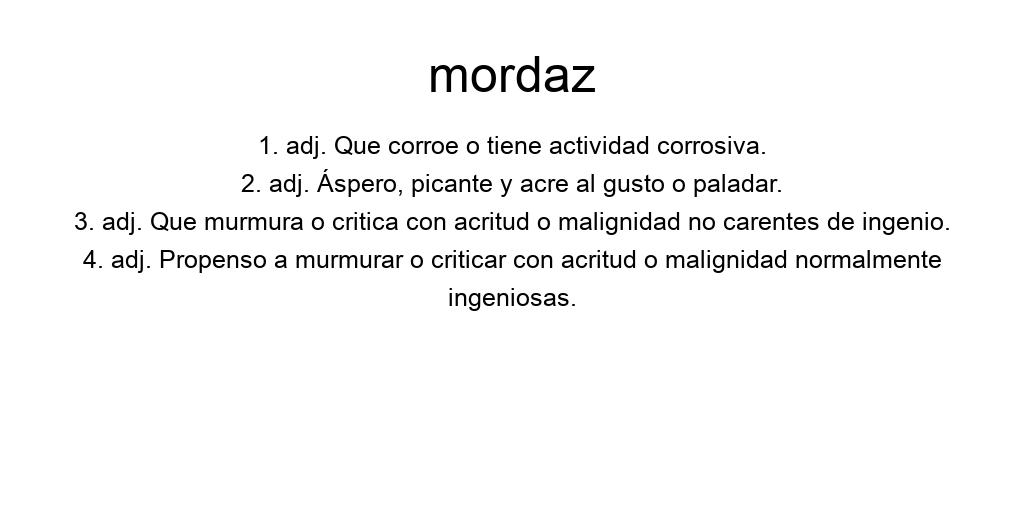 mordaz
1. adj. Que corroe o tiene actividad corrosiva.
2. adj. Áspero, picante y acre al gusto o paladar.
3. adj. Que murmura o critica con acritud o malignidad no carentes de ingenio.
4. adj. Propenso a murmurar o criticar con acritud o malignidad normalmente
ingeniosas.